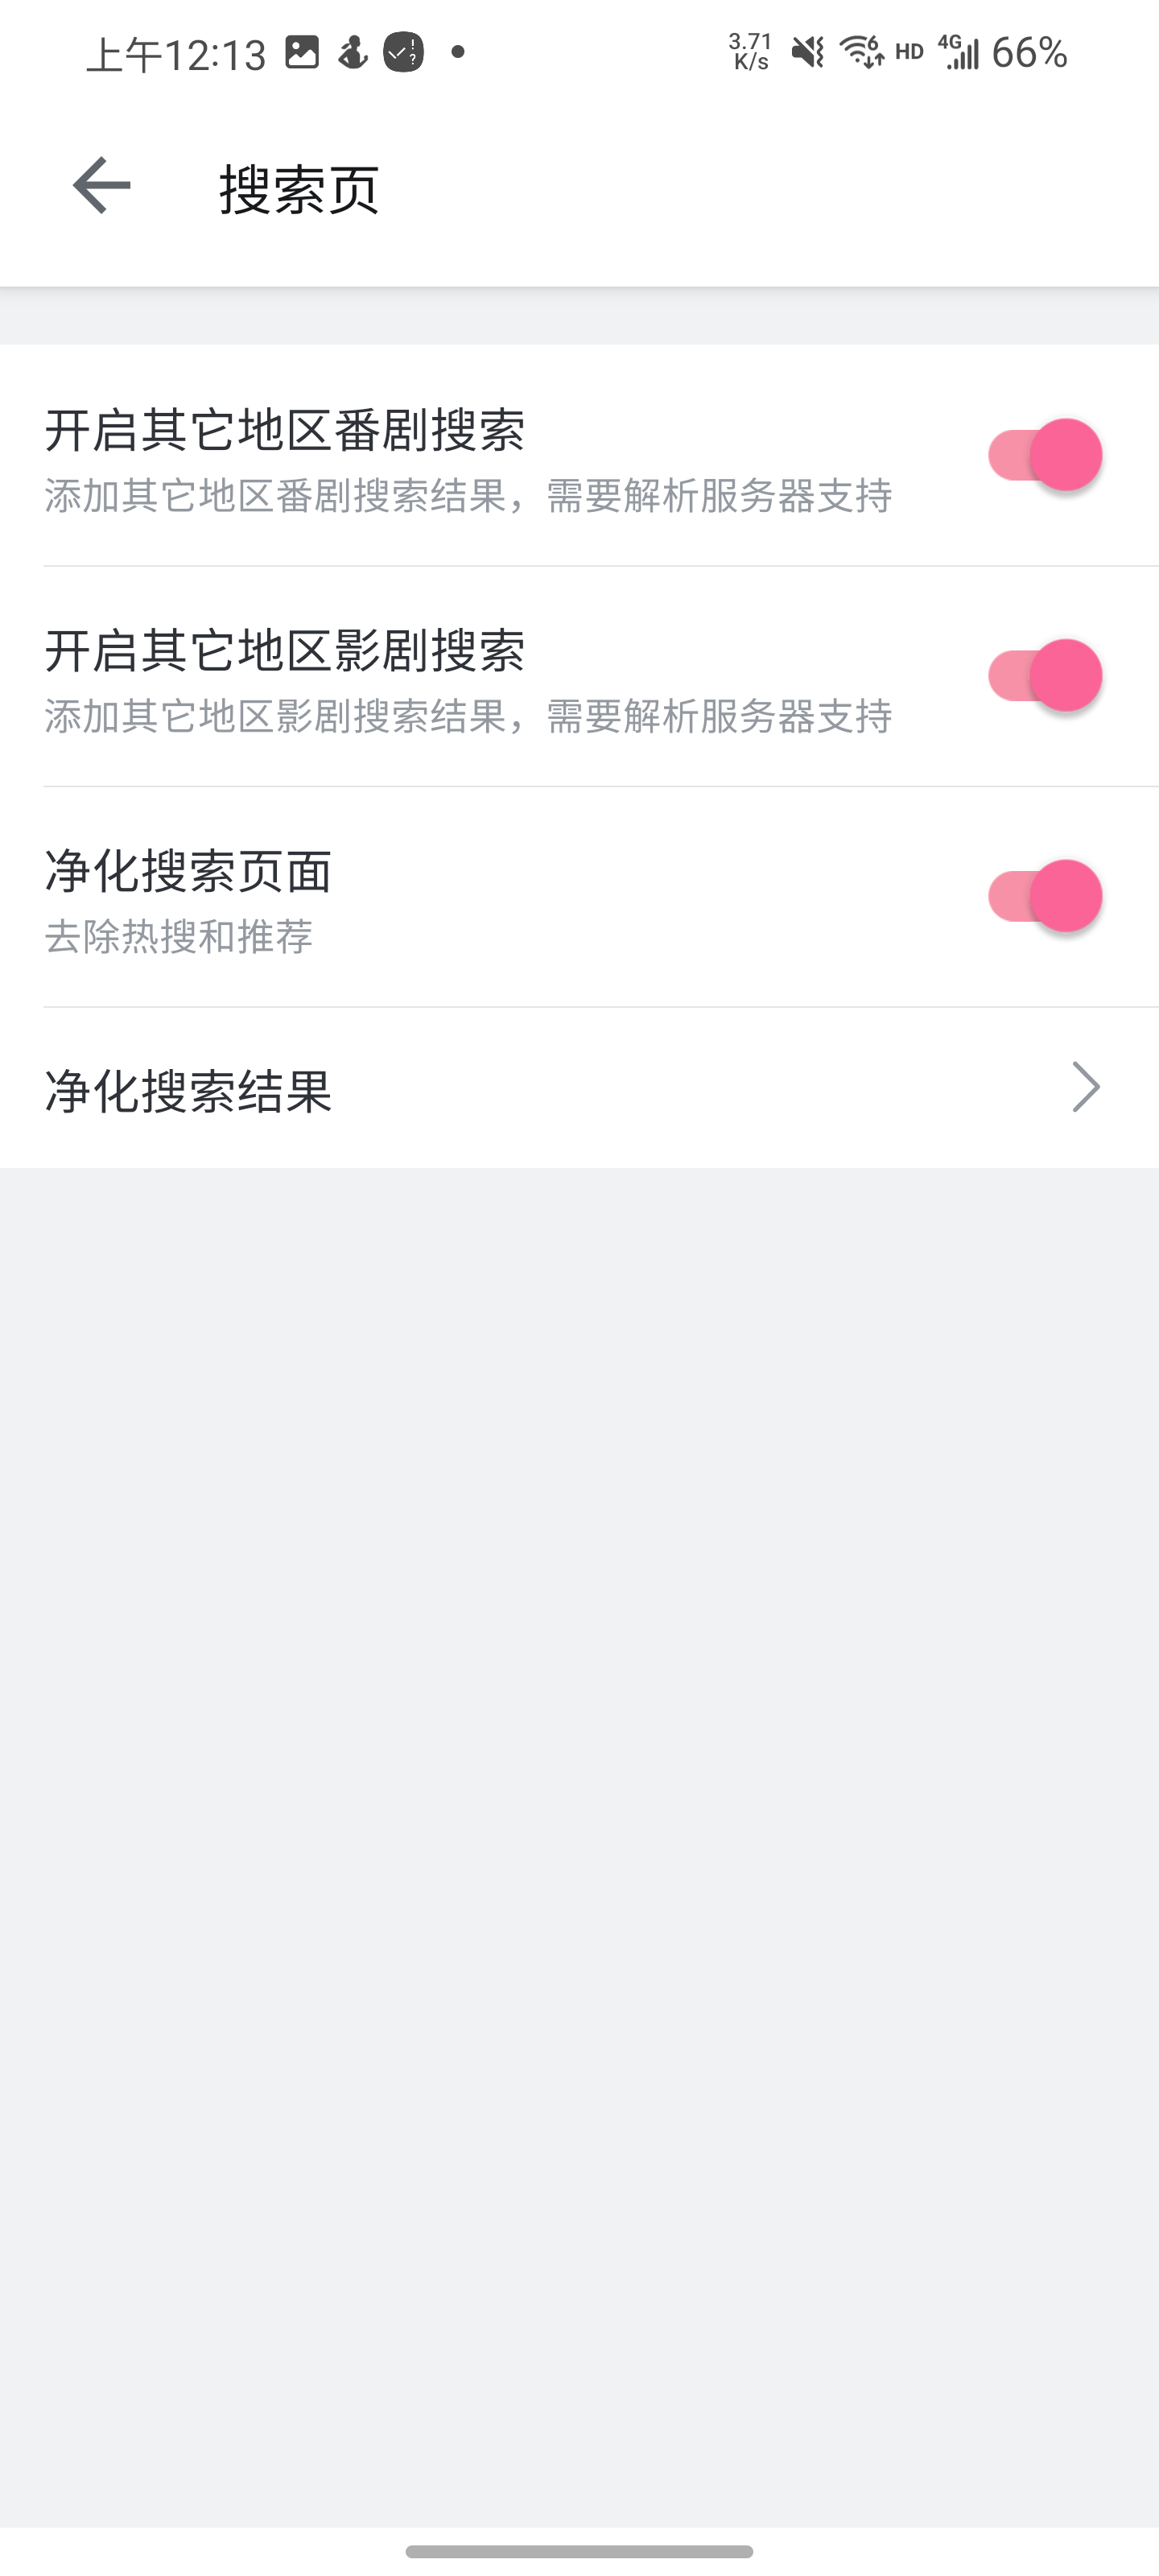 上午12:13
3.71
K/s
6
HD
4G
66%
搜索页
开启其它地区番剧搜索
添加其它地区番剧搜索结果，需要解析服务器支持
开启其它地区影剧搜索
添加其它地区影剧搜索结果，需要解析服务器支持
净化搜索页面
去除热搜和推荐
净化搜索结果